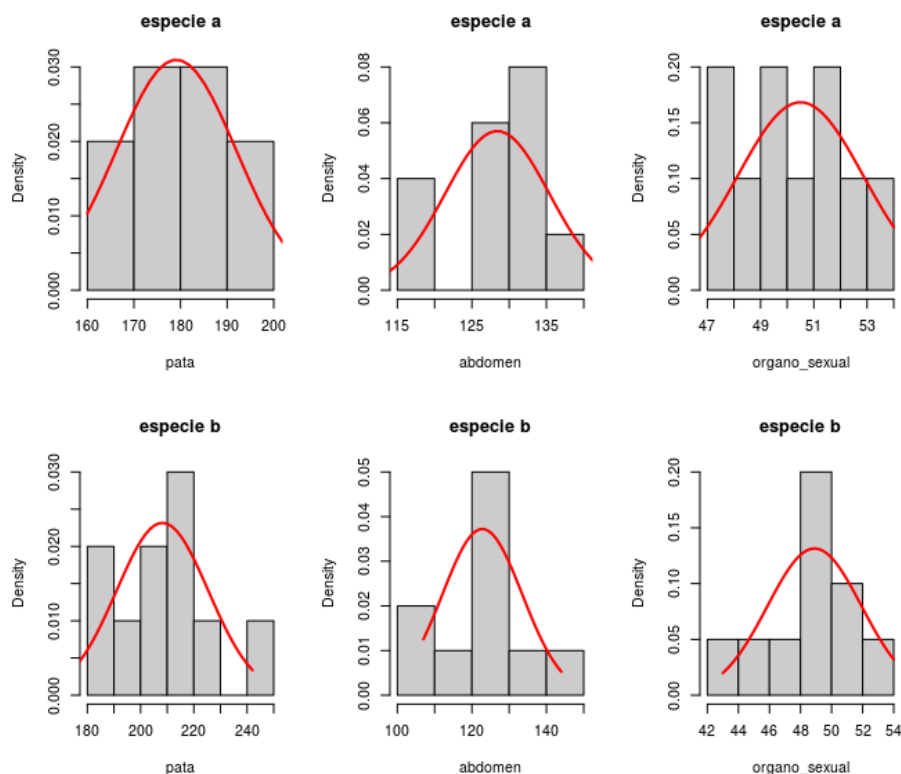 especie a
Density
0.000
0.010
0.020
0.030
160 170 180 190 200
pata
especie a
Density
0.00
0.02
0.04
0.06
0.08
115 125 135
abdomen
especie a
Density
0.00
0.05
0.10
0.15
0.20
47 49 51 53
organo_sexual
especie b
Density
0.000
0.010
0.020
0.030
180 200 220 240
pata
especie b
Density
0.00
0.01
0.02
0.03
0.04
0.05
100 120 140
abdomen
especie b
Density
0.00
0.05
0.10
0.15
0.20
42 44 46 48 50 52 54
organo_sexual